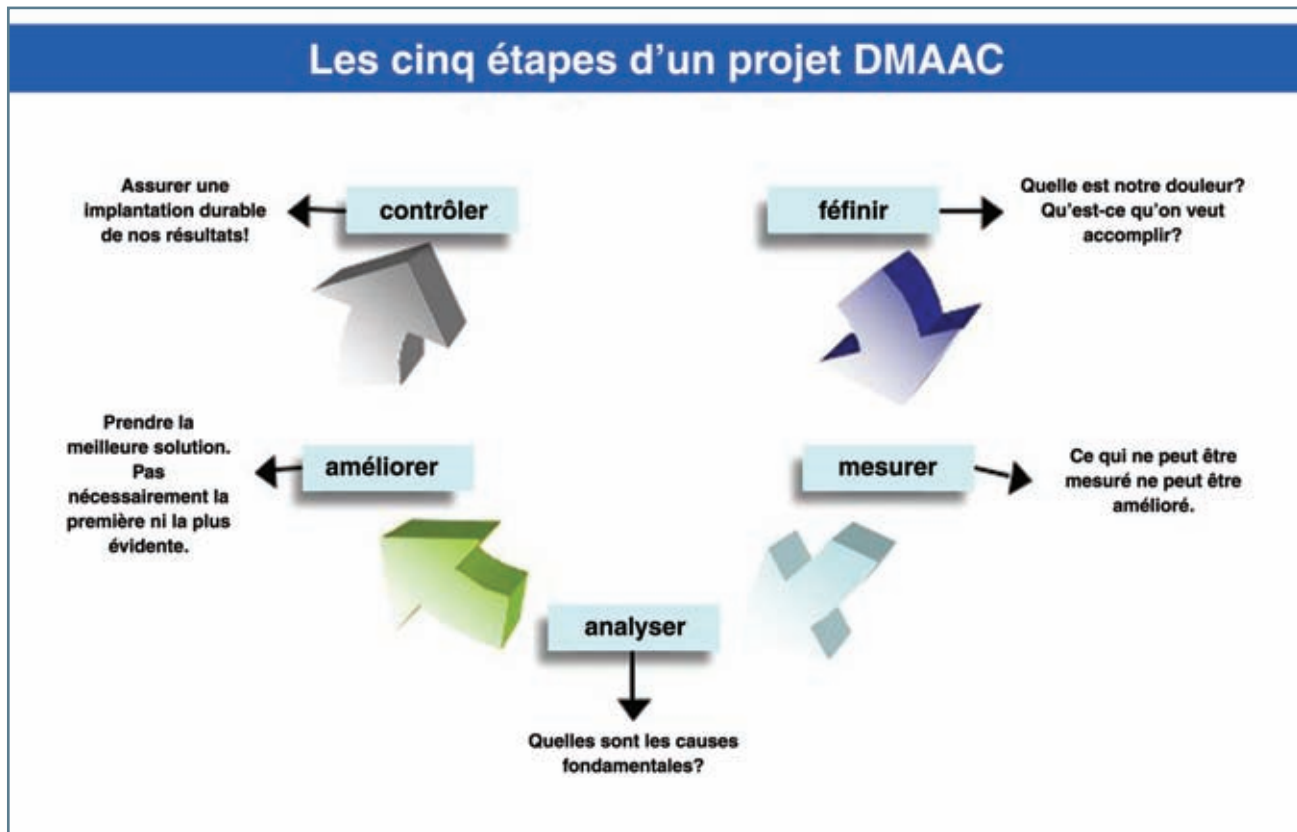 Les cinq étapes d'un projet DMAAC
Assurer une
implantation durable
de nos résultats!
contrôler
féfinir
Quelle est notre douleur?
Qu'est-ce qu'on veut
accomplir?
Prendre la
meilleure solution.
Pas
nécessairement la
première ni la plus
évidente.
améliorer
mesurer
Ce qui ne peut être
mesuré ne peut être
amélioré.
analyser
Quelles sont les causes
fondamentales?